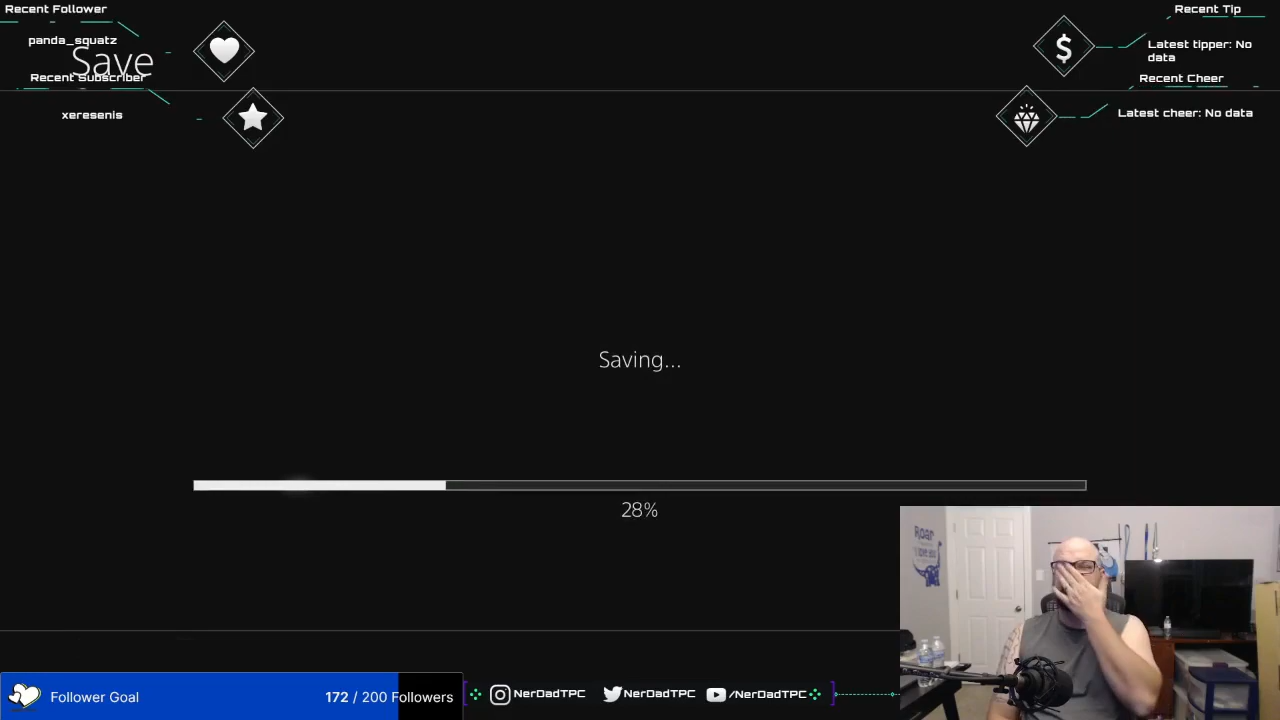 Recent Follower
panda_squatz
Save
Recent Subscriber
xeresenis
Recent Tip
Latest tipper: No
data
Recent Cheer
Latest cheer: No data
Saving...
28%
Roar
Follower Goal
172 / 200 Followers
NerDadTPC
NerDadTPC
/NerDadTPC